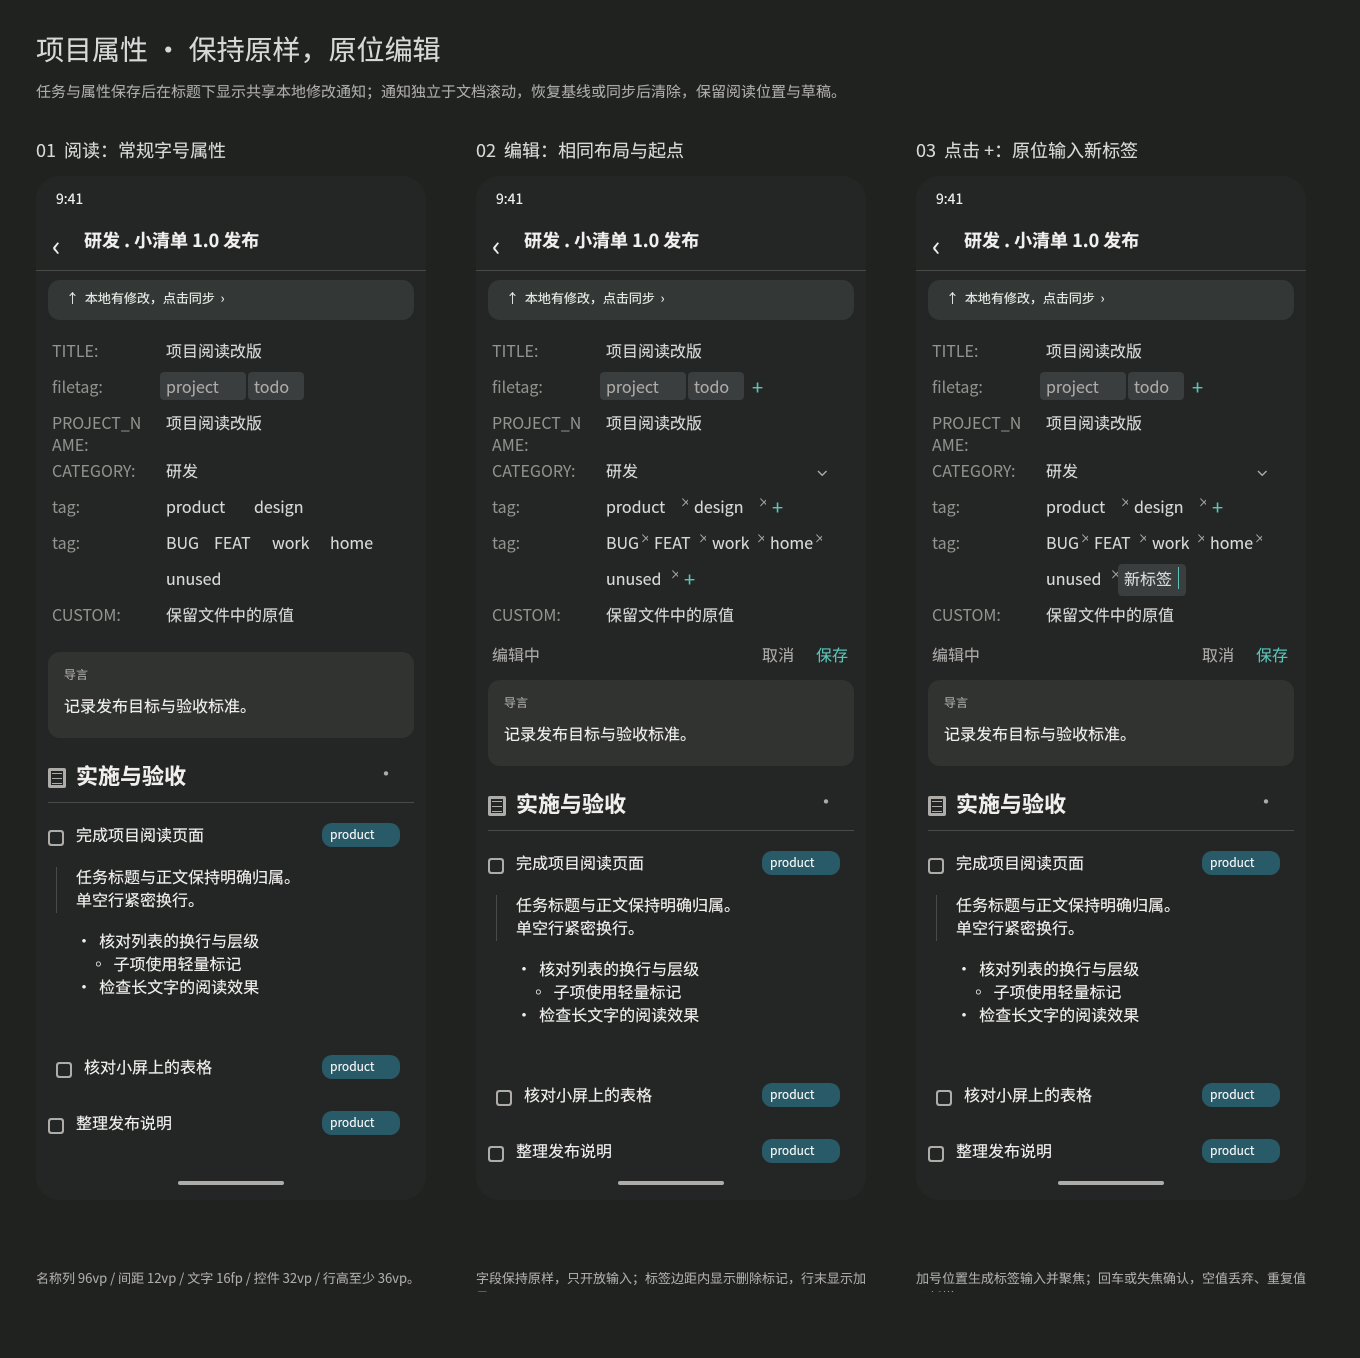 项目属性 · 保持原样，原位编辑
任务与属性保存后在标题下显示共享本地修改通知；通知独立于文档滚动，恢复基线或同步后清除，保留阅读位置与草稿。
01 阅读：常规字号属性
9:41
‹ 研发 . 小清单 1.0 发布
↑ 本地有修改，点击同步 ›
TITLE: 项目阅读改版
filetag: project todo
PROJECT_N 项目阅读改版
AME:
CATEGORY: 研发
tag: product design
tag: BUG FEAT work home
unused
CUSTOM: 保留文件中的原值
导言
记录发布目标与验收标准。
实施与验收
完成项目阅读页面 product
任务标题与正文保持明确归属。
单空行紧密换行。
• 核对列表的换行与层级
◦ 子项使用轻量标记
• 检查长文字的阅读效果
核对小屏上的表格 product
整理发布说明 product
名称列 96vp / 间距 12vp / 文字 16fp / 控件 32vp / 行高至少 36vp。
02 编辑：相同布局与起点
9:41
‹ 研发 . 小清单 1.0 发布
↑ 本地有修改，点击同步 ›
TITLE: 项目阅读改版
filetag: project todo +
PROJECT_N 项目阅读改版
AME:
CATEGORY: 研发
tag: product × design × +
tag: BUG × FEAT × work × home ×
unused × +
CUSTOM: 保留文件中的原值
编辑中 取消 保存
导言
记录发布目标与验收标准。
实施与验收
完成项目阅读页面 product
任务标题与正文保持明确归属。
单空行紧密换行。
• 核对列表的换行与层级
◦ 子项使用轻量标记
• 检查长文字的阅读效果
核对小屏上的表格 product
整理发布说明 product
字段保持原样，只开放输入；标签边距内显示删除标记，行末显示加
03 点击 +：原位输入新标签
9:41
‹ 研发 . 小清单 1.0 发布
↑ 本地有修改，点击同步 ›
TITLE: 项目阅读改版
filetag: project todo +
PROJECT_N 项目阅读改版
AME:
CATEGORY: 研发
tag: product × design × +
tag: BUG × FEAT × work × home ×
unused × 新标签
CUSTOM: 保留文件中的原值
编辑中 取消 保存
导言
记录发布目标与验收标准。
实施与验收
完成项目阅读页面 product
任务标题与正文保持明确归属。
单空行紧密换行。
• 核对列表的换行与层级
◦ 子项使用轻量标记
• 检查长文字的阅读效果
核对小屏上的表格 product
整理发布说明 product
加号位置生成标签输入并聚焦；回车或失焦确认，空值丢弃、重复值